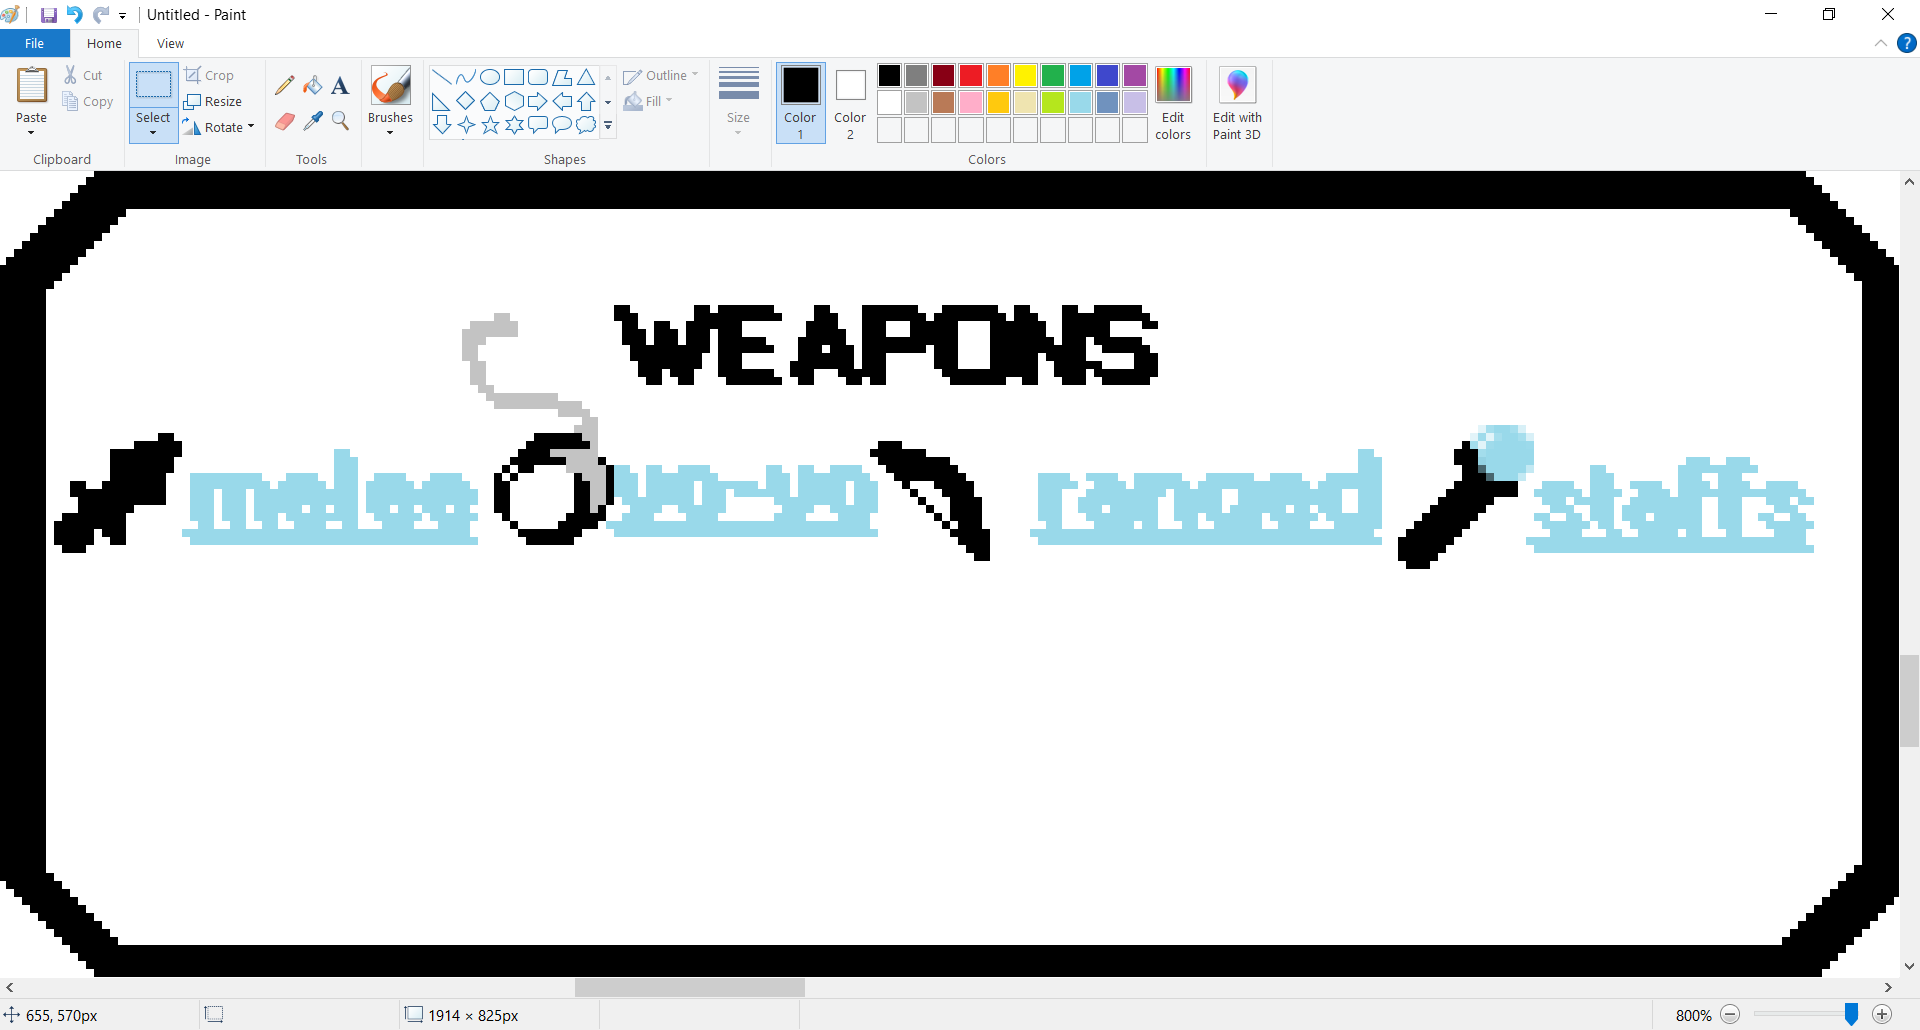 Untitled - Paint
File Home View
Paste
Cut
Copy
Clipboard
Select
Crop
Resize
Rotate
Image
A
Tools
Brushes
Outline
Fill
Shapes
Size
Color 1
Color 2
Edit colors
Colors
Edit with Paint 3D
?
WEAPONS
melee yo-yo ranged staffs
655, 570px
1914 × 825px
800%